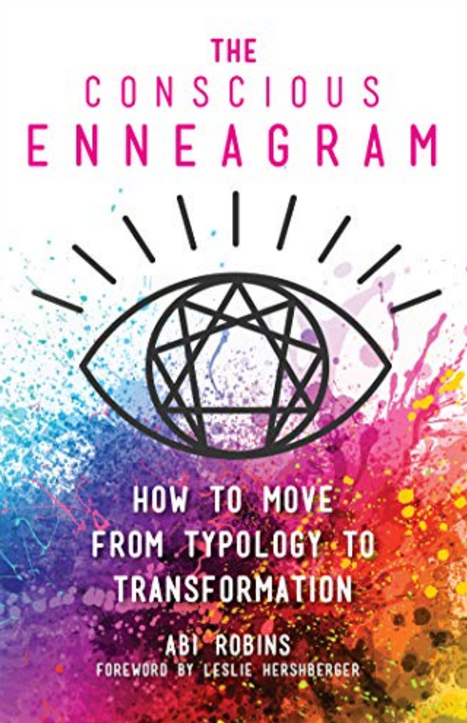 THE
CONSCIOUS
ENNEAGRAM
HOW TO MOVE
FROM TYPOLOGY TO
TRANSFORMATION
ABI ROBINS
FOREWORD BY LESLIE HERSHBERGER